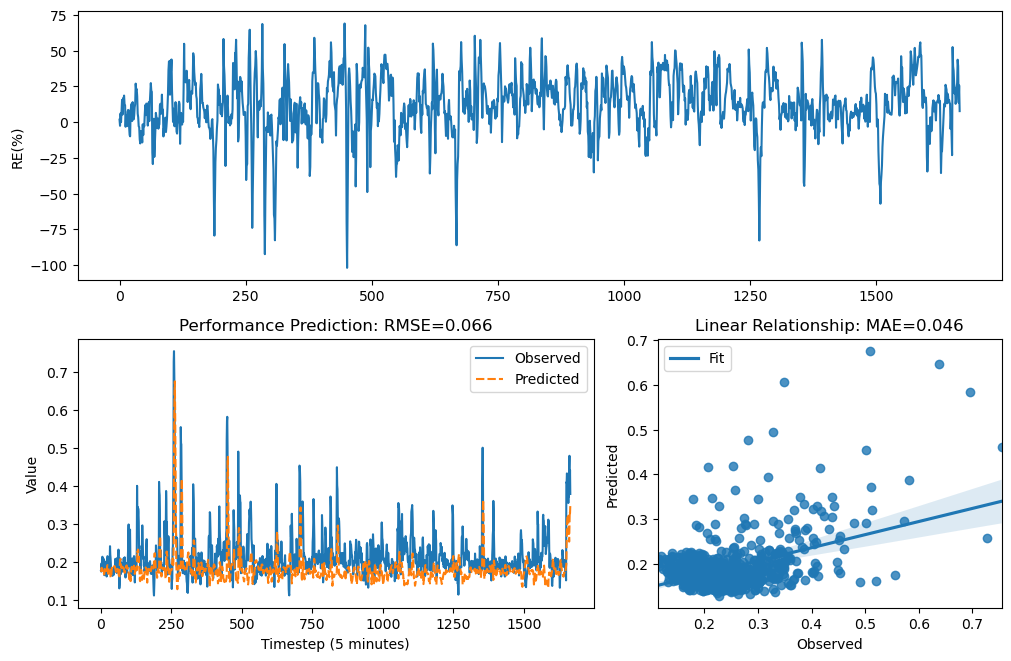 75
50
25
0
−25
−50
−75
−100
RE(%)
0 250 500 750 1000 1250 1500
Performance Prediction: RMSE=0.066
Observed
Predicted
0.7
0.6
0.5
0.4
0.3
0.2
0.1
Value
0 250 500 750 1000 1250 1500
Timestep (5 minutes)
Linear Relationship: MAE=0.046
Fit
0.7
0.6
0.5
0.4
0.3
0.2
Predicted
0.2 0.3 0.4 0.5 0.6 0.7
Observed